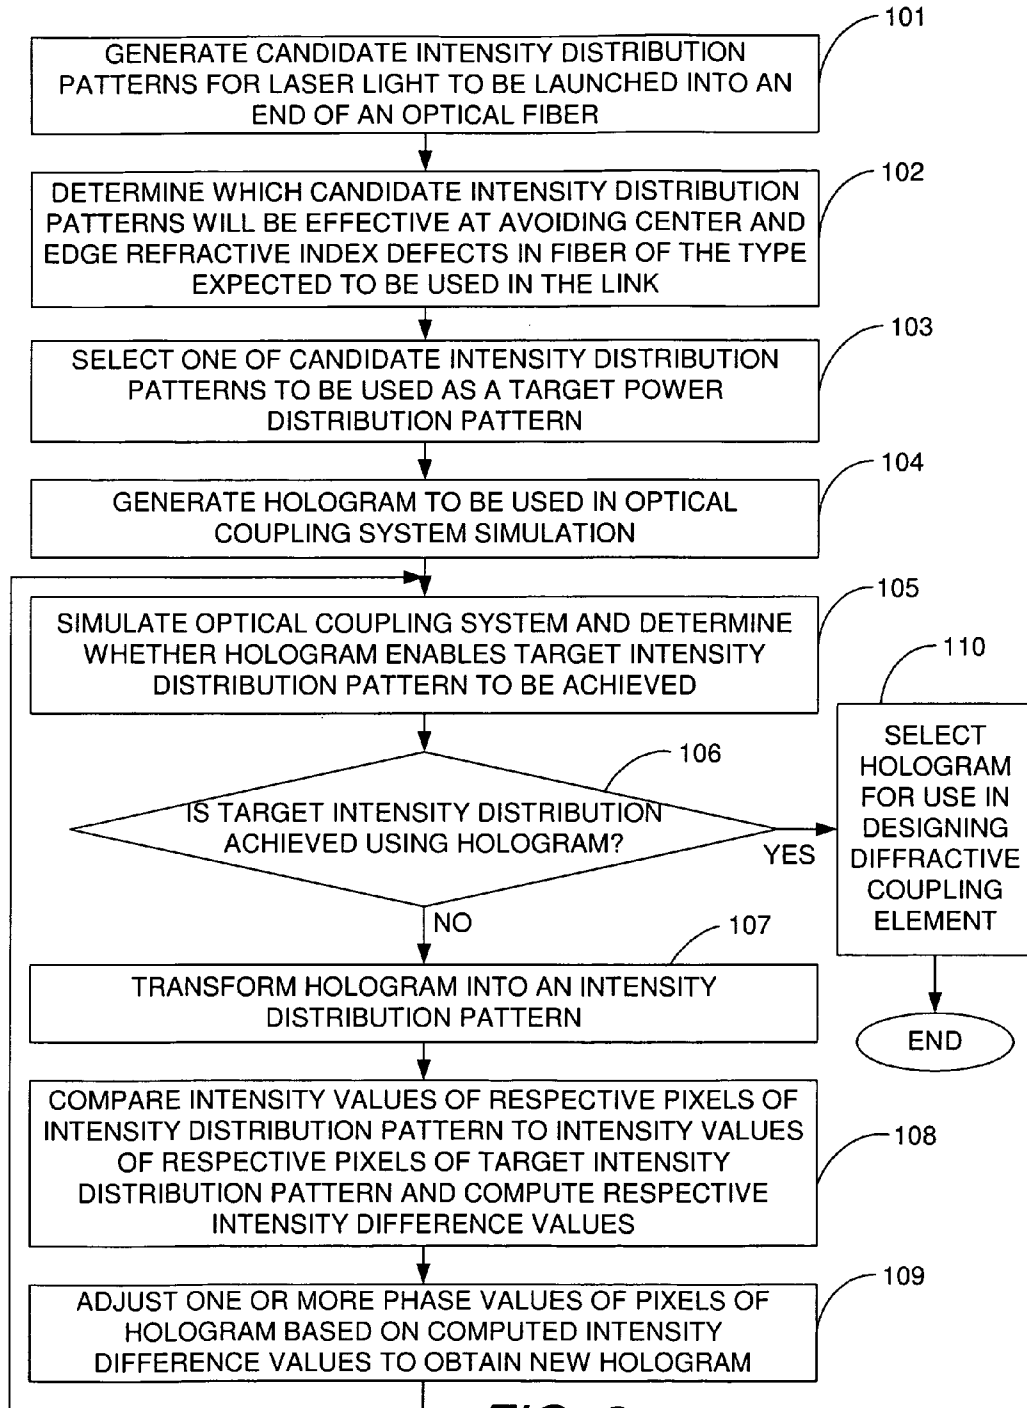 101
GENERATE CANDIDATE INTENSITY DISTRIBUTION
PATTERNS FOR LASER LIGHT TO BE LAUNCHED INTO AN
END OF AN OPTICAL FIBER
102
DETERMINE WHICH CANDIDATE INTENSITY DISTRIBUTION
PATTERNS WILL BE EFFECTIVE AT AVOIDING CENTER AND
EDGE REFRACTIVE INDEX DEFECTS IN FIBER OF THE TYPE
EXPECTED TO BE USED IN THE LINK
103
SELECT ONE OF CANDIDATE INTENSITY DISTRIBUTION
PATTERNS TO BE USED AS A TARGET POWER
DISTRIBUTION PATTERN
104
GENERATE HOLOGRAM TO BE USED IN OPTICAL
COUPLING SYSTEM SIMULATION
105
SIMULATE OPTICAL COUPLING SYSTEM AND DETERMINE
WHETHER HOLOGRAM ENABLES TARGET INTENSITY
DISTRIBUTION PATTERN TO BE ACHIEVED
106
IS TARGET INTENSITY DISTRIBUTION
ACHIEVED USING HOLOGRAM?
YES
110
SELECT
HOLOGRAM
FOR USE IN
DESIGNING
DIFFRACTIVE
COUPLING
ELEMENT
END
NO
107
TRANSFORM HOLOGRAM INTO AN INTENSITY
DISTRIBUTION PATTERN
108
COMPARE INTENSITY VALUES OF RESPECTIVE PIXELS OF
INTENSITY DISTRIBUTION PATTERN TO INTENSITY VALUES
OF RESPECTIVE PIXELS OF TARGET INTENSITY
DISTRIBUTION PATTERN AND COMPUTE RESPECTIVE
INTENSITY DIFFERENCE VALUES
109
ADJUST ONE OR MORE PHASE VALUES OF PIXELS OF
HOLOGRAM BASED ON COMPUTED INTENSITY
DIFFERENCE VALUES TO OBTAIN NEW HOLOGRAM